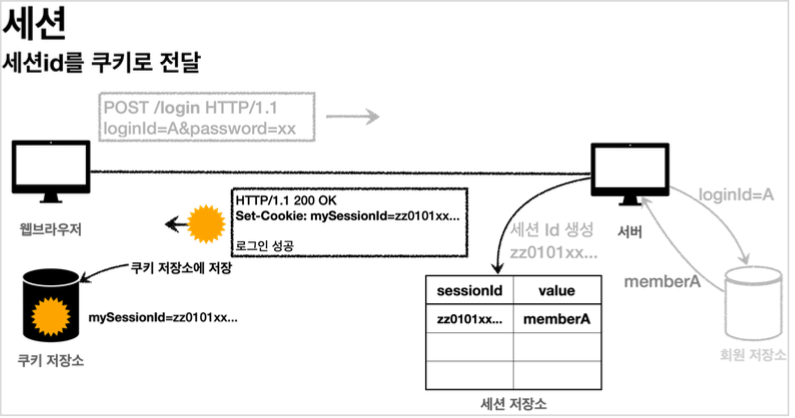 세션
세션id를 쿠키로 전달
POST /login HTTP/1.1
loginId=A&password=xx
HTTP/1.1 200 OK
Set-Cookie: mySessionId=zz0101xx...
로그인 성공
웹브라우저
서버
loginId=A
세션 Id 생성
zz0101xx...
쿠키 저장소에 저장
memberA
sessionId value
zz0101xx... memberA
mySessionId=zz0101xx...
쿠키 저장소
회원 저장소
세션 저장소